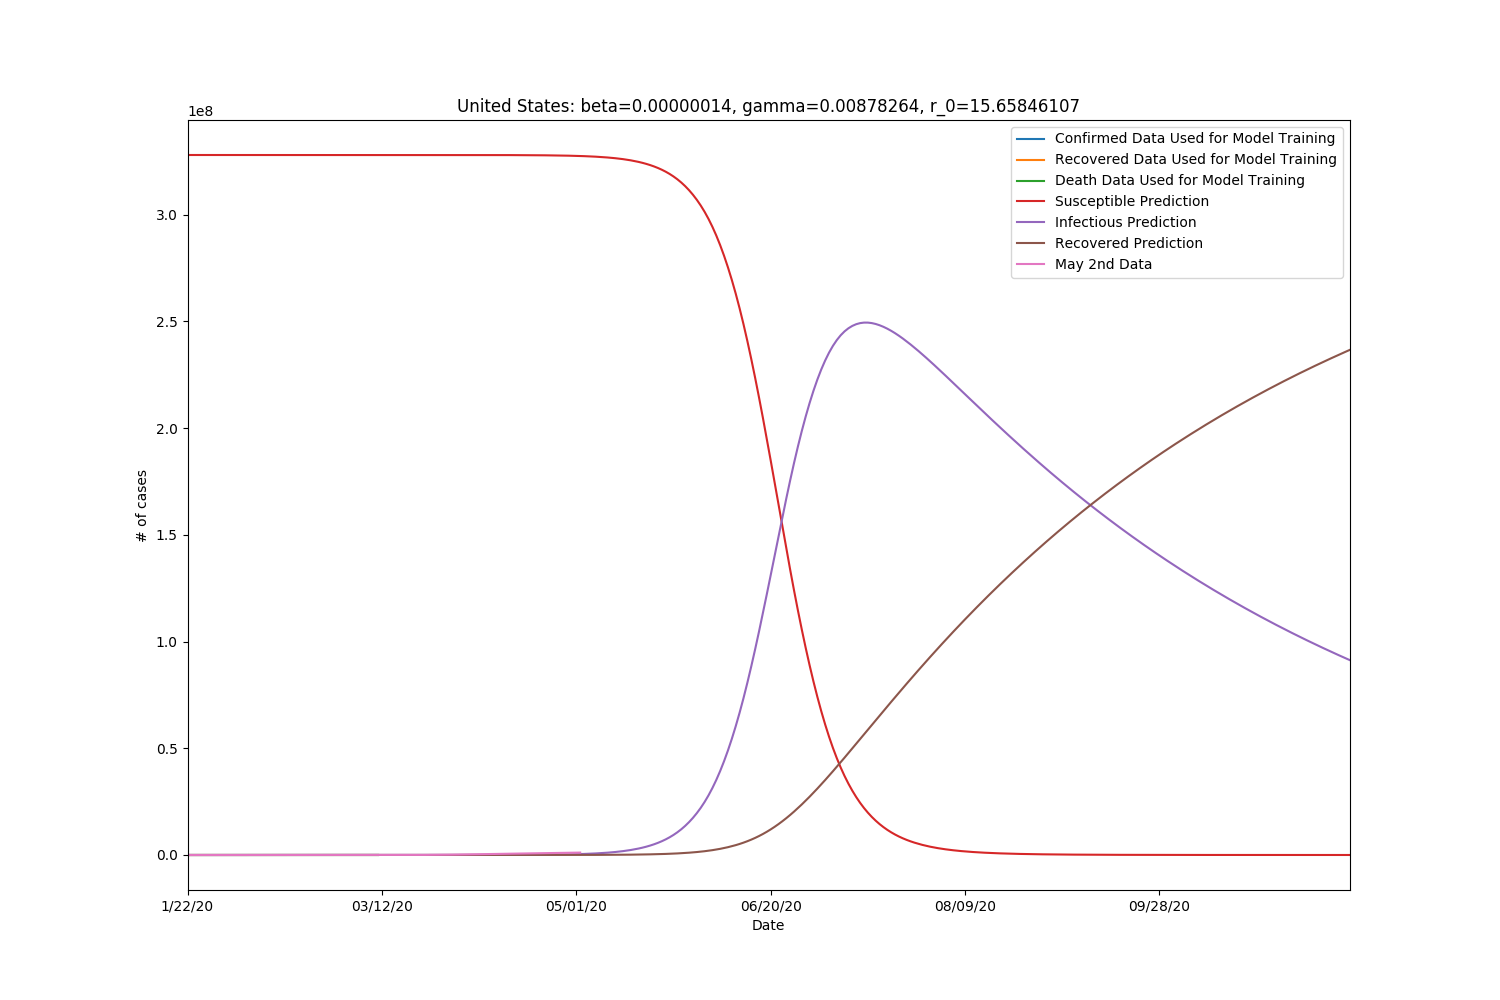 United States: beta=0.00000014, gamma=0.00878264, r_0=15.65846107
1e8
Confirmed Data Used for Model Training
Recovered Data Used for Model Training
Death Data Used for Model Training
Susceptible Prediction
Infectious Prediction
Recovered Prediction
May 2nd Data
3.0
2.5
2.0
1.5
1.0
0.5
0.0
# of cases
1/22/20 03/12/20 05/01/20 06/20/20 08/09/20 09/28/20
Date